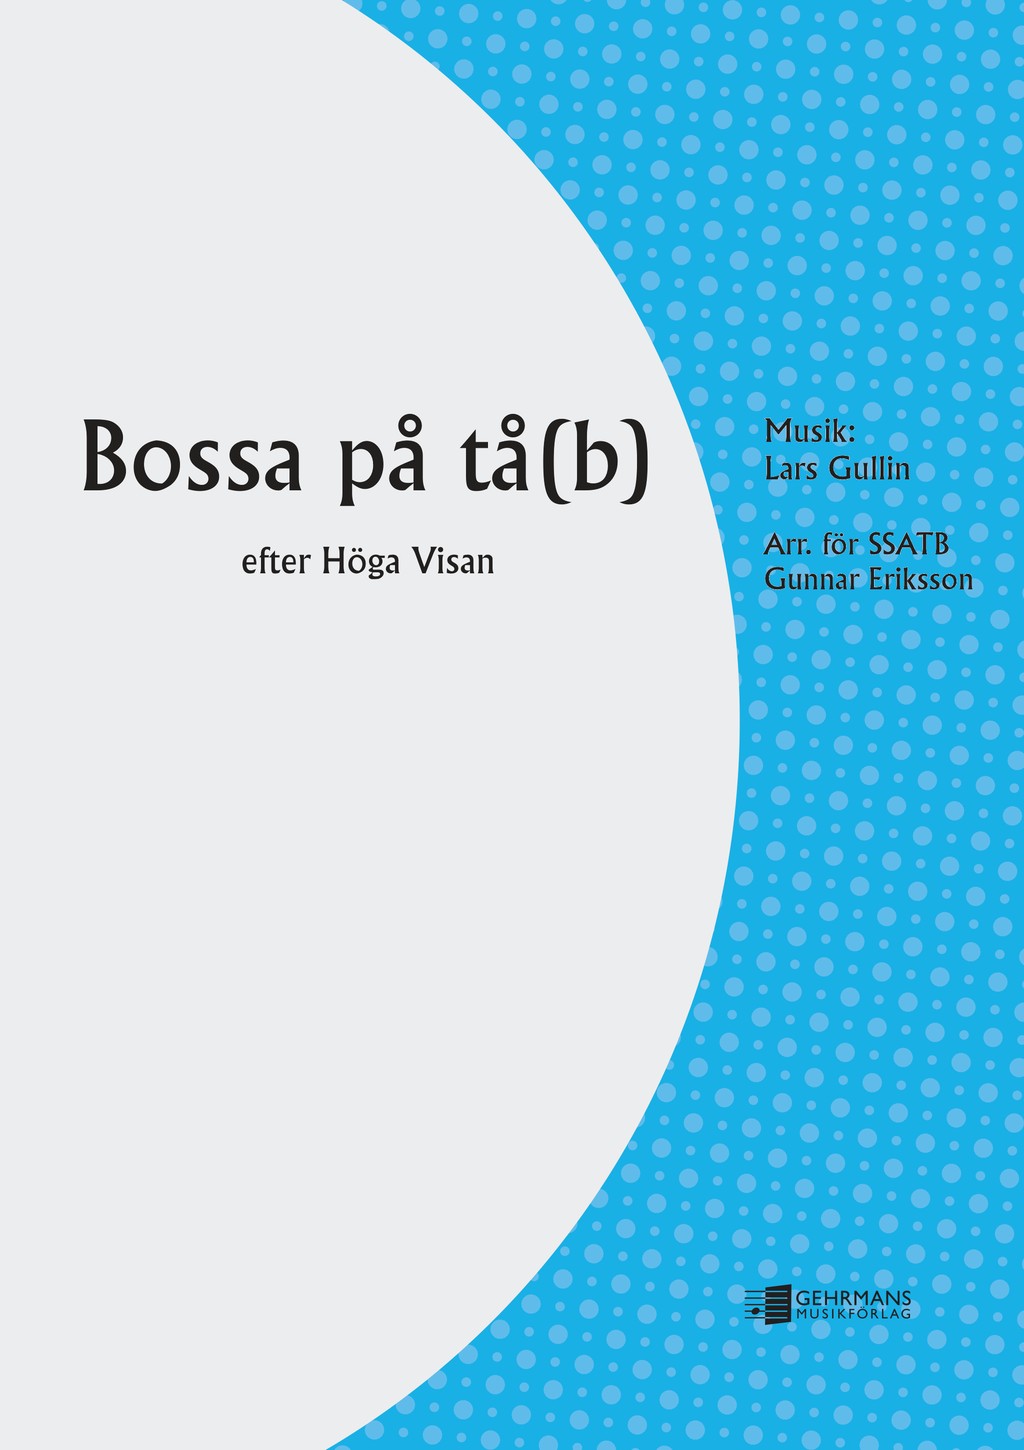 Bossa på tå(b)
efter Höga Visan
Musik:
Lars Gullin
Arr. för SSATB
Gunnar Eriksson
GEHRMANS
MUSIKFÖRLAG